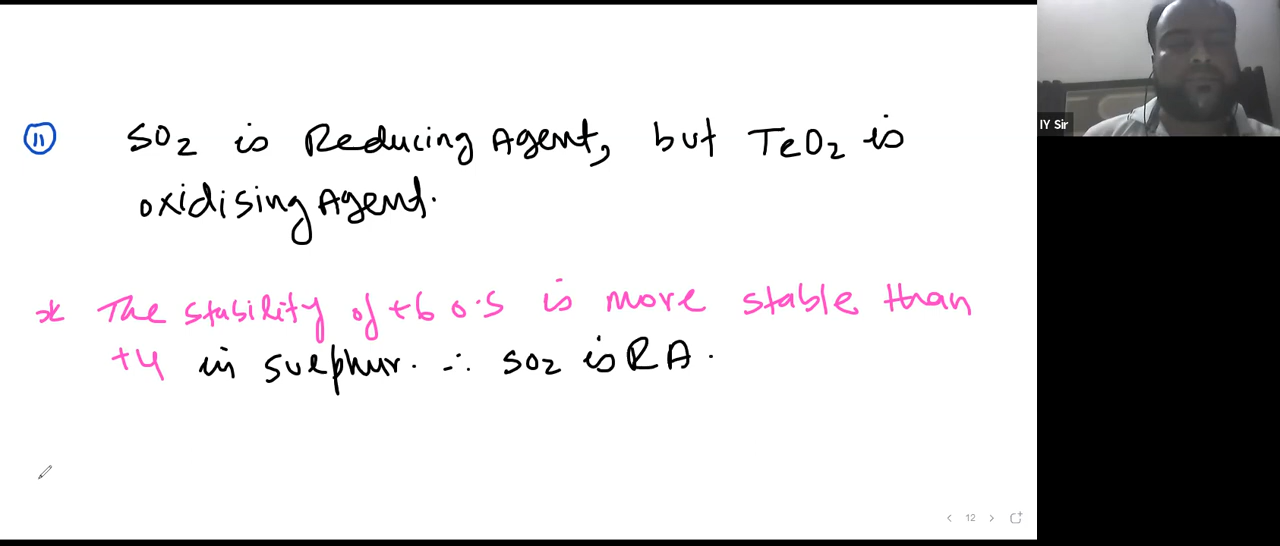 11 SO2 is Reducing Agent, but TeO2 is
oxidising Agent.
* The stability of +6 o.s is more stable than
+4 in sulphur. ∴ SO2 is RA.
IY Sir
12